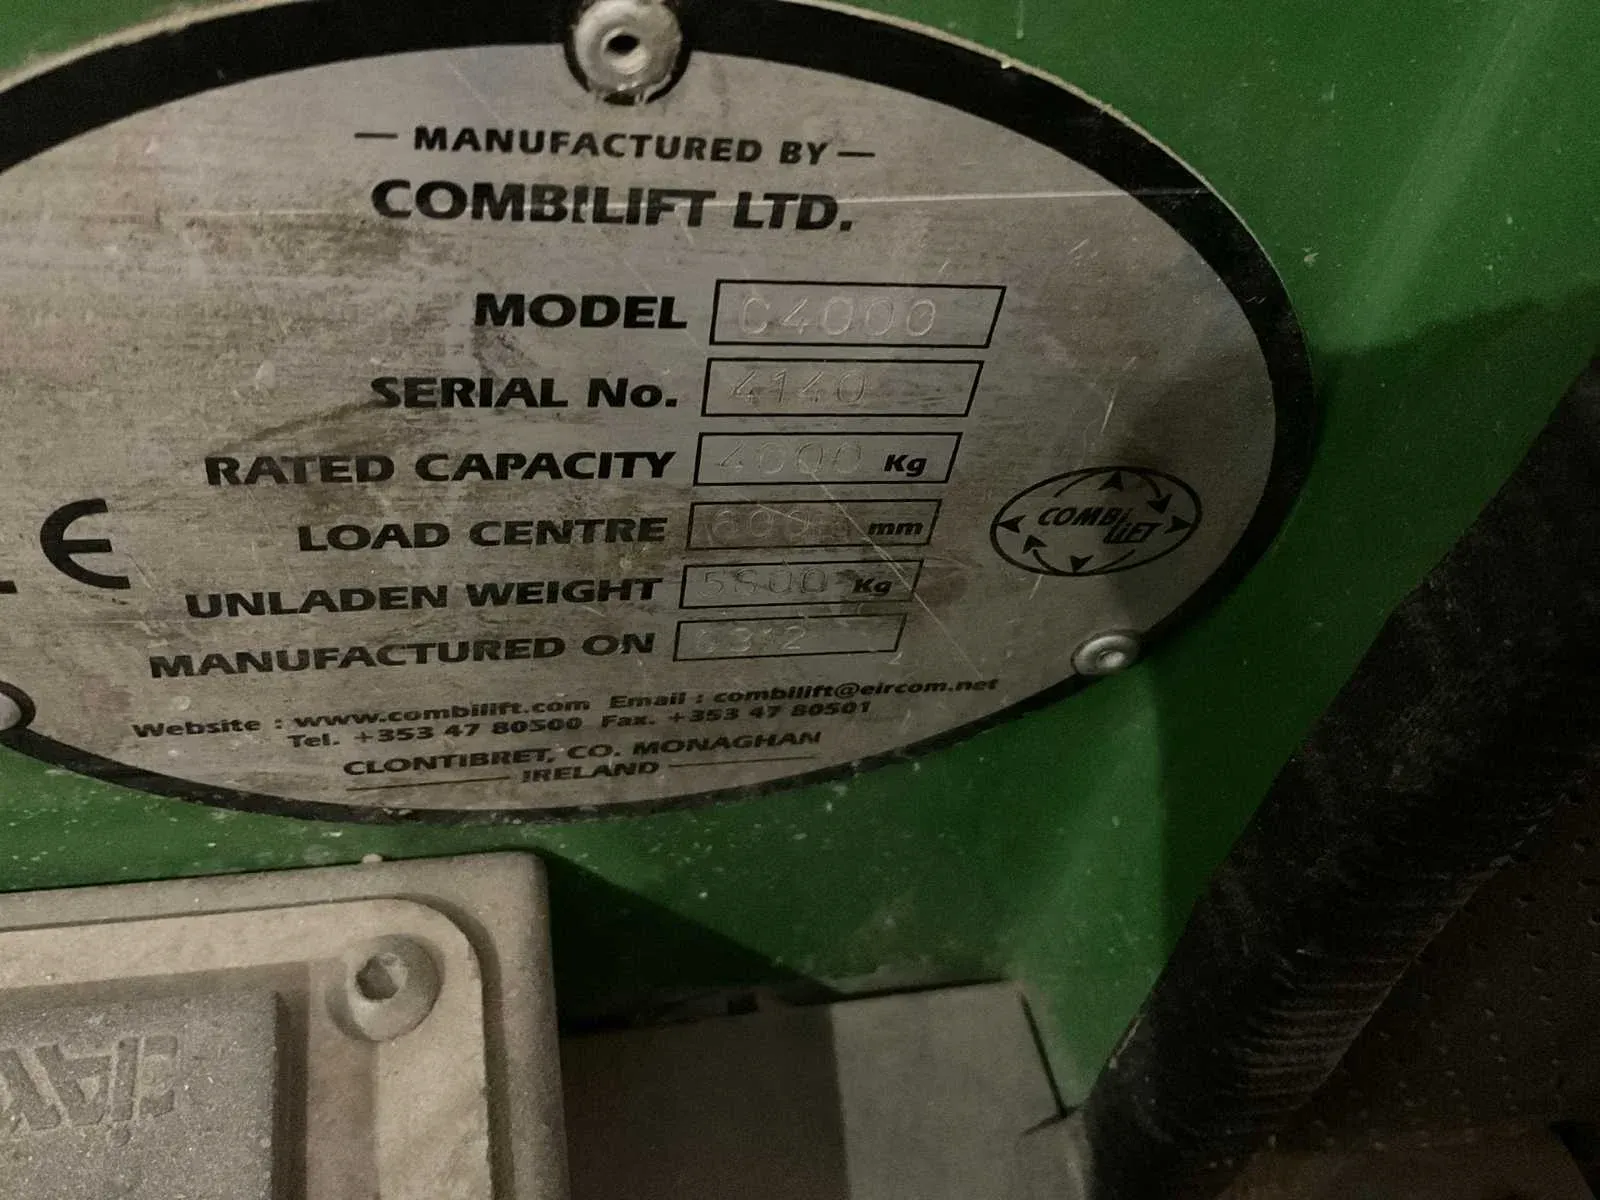 — MANUFACTURED BY —
COMBILIFT LTD.
MODEL C4000
SERIAL No. 4140
RATED CAPACITY 4000 Kg
LOAD CENTRE 600 mm
UNLADEN WEIGHT Kg
MANUFACTURED ON
CE
COMBiLIFT
Website : www.combilift.com Email : combilift@eircom.net
Tel. +353 47 80500 Fax. +353 47 80501
CLONTIBRET, CO. MONAGHAN
IRELAND